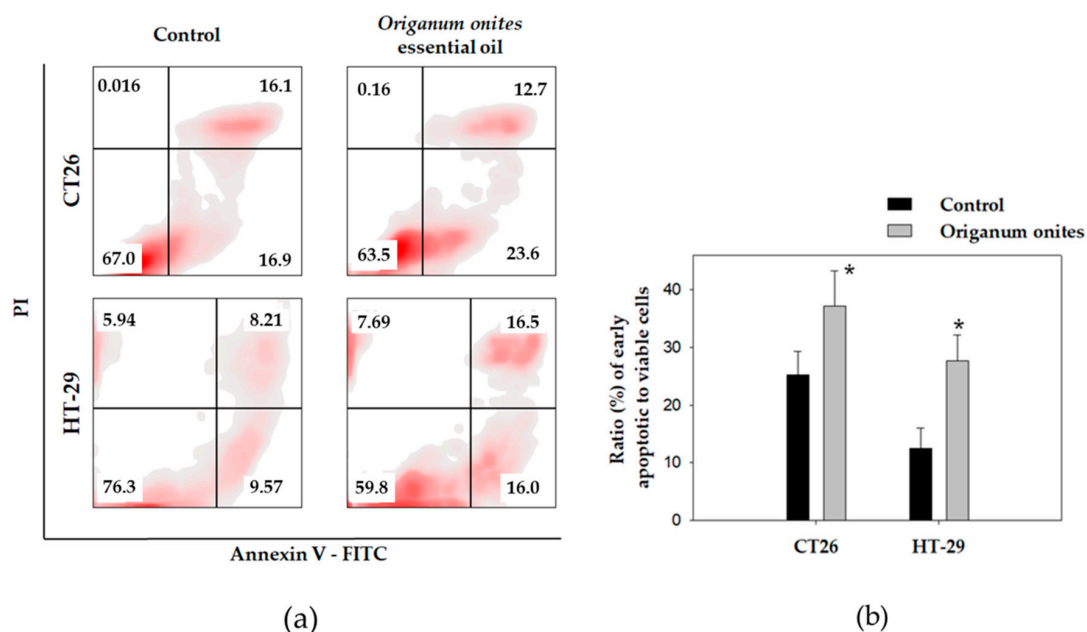 (a)
Control
Origanum onites
essential oil
PI
CT26
0.016 16.1
67.0 16.9
0.16 12.7
63.5 23.6
HT-29
5.94 8.21
76.3 9.57
7.69 16.5
59.8 16.0
Annexin V - FITC
(a)
Control
Origanum onites
Ratio (%) of early
apoptotic to viable cells
40
30
20
10
0
*
*
CT26 HT-29
(b)